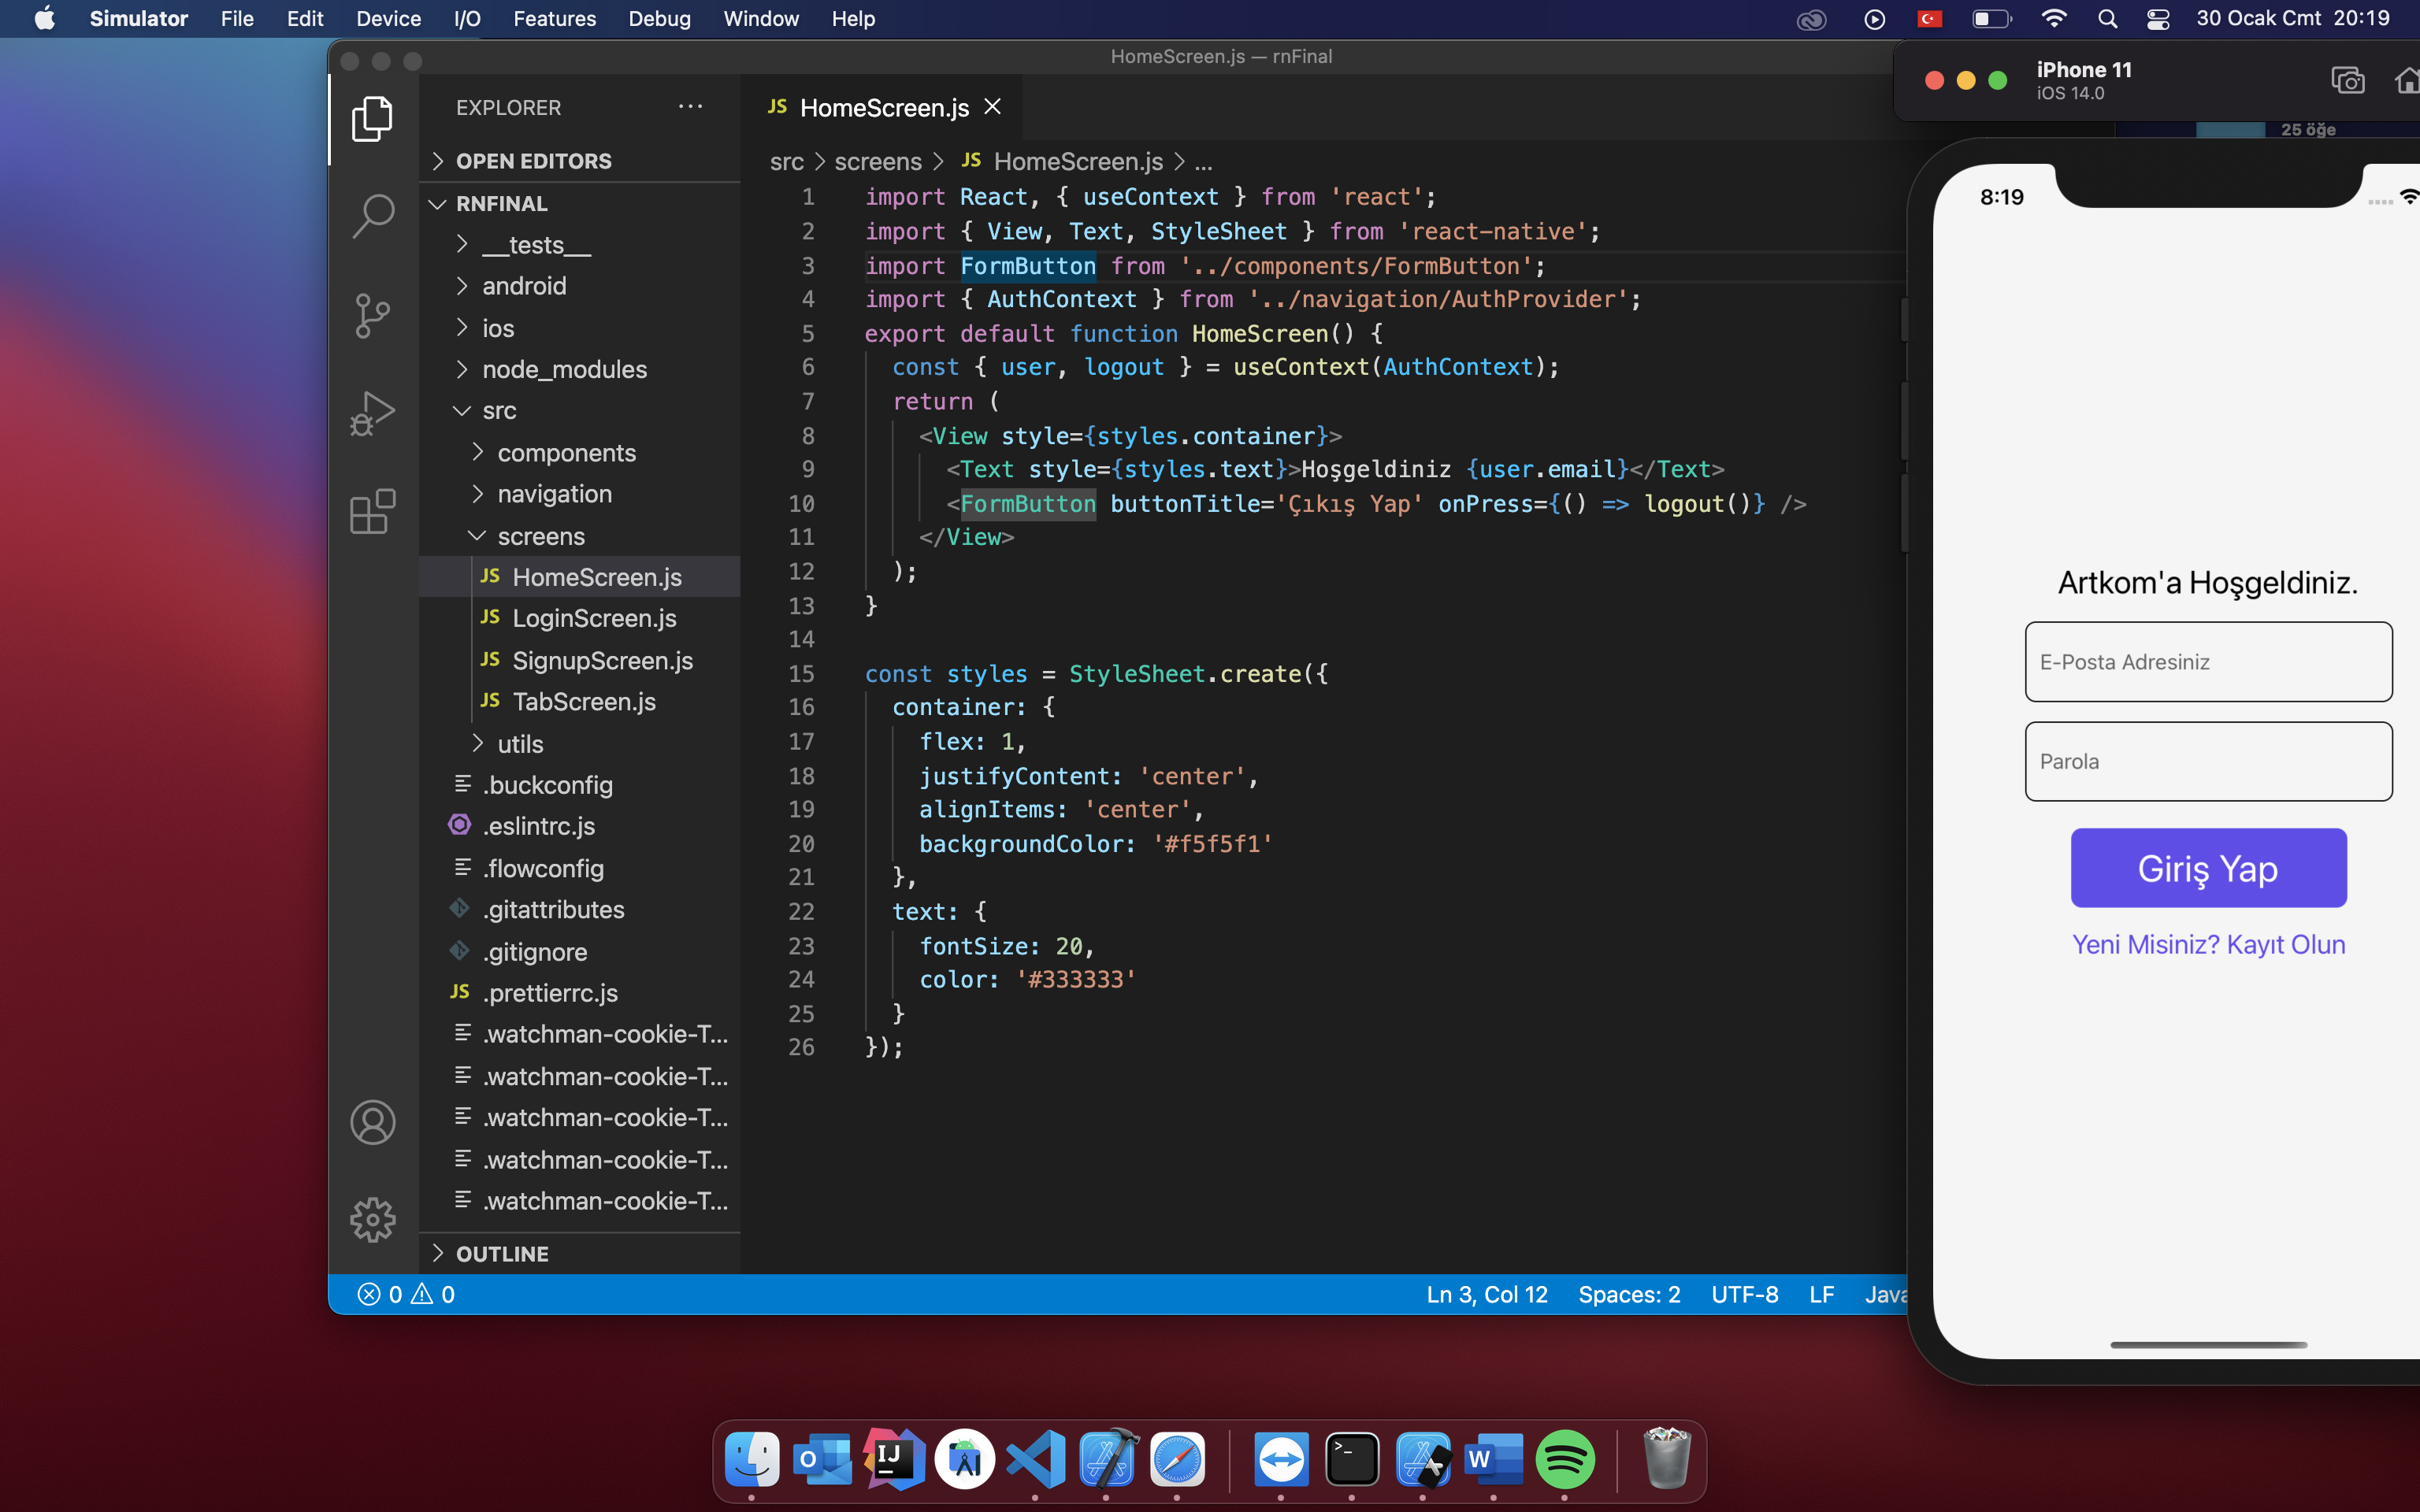 Simulator File Edit Device I/O Features Debug Window Help 30 Ocak Cmt 20:19
HomeScreen.js — rnFinal
EXPLORER ...
OPEN EDITORS
RNFINAL
__tests__
android
ios
node_modules
src
components
navigation
screens
JS HomeScreen.js
JS LoginScreen.js
JS SignupScreen.js
JS TabScreen.js
utils
.buckconfig
.eslintrc.js
.flowconfig
.gitattributes
.gitignore
JS .prettierrc.js
.watchman-cookie-T...
.watchman-cookie-T...
.watchman-cookie-T...
.watchman-cookie-T...
.watchman-cookie-T...
OUTLINE
JS HomeScreen.js
src > screens > JS HomeScreen.js > ...
1 import React, { useContext } from 'react';
2 import { View, Text, StyleSheet } from 'react-native';
3 import FormButton from '../components/FormButton';
4 import { AuthContext } from '../navigation/AuthProvider';
5 export default function HomeScreen() {
6 const { user, logout } = useContext(AuthContext);
7 return (
8 <View style={styles.container}>
9 <Text style={styles.text}>Hoşgeldiniz {user.email}</Text>
10 <FormButton buttonTitle='Çıkış Yap' onPress={() => logout()} />
11 </View>
12 );
13 }
14
15 const styles = StyleSheet.create({
16 container: {
17 flex: 1,
18 justifyContent: 'center',
19 alignItems: 'center',
20 backgroundColor: '#f5f5f1'
21 },
22 text: {
23 fontSize: 20,
24 color: '#333333'
25 }
26 });
0 0 Ln 3, Col 12 Spaces: 2 UTF-8 LF Java
iPhone 11
iOS 14.0
25 öğe
8:19
Artkom'a Hoşgeldiniz.
E-Posta Adresiniz
Parola
Giriş Yap
Yeni Misiniz? Kayıt Olun
O IJ >_ W